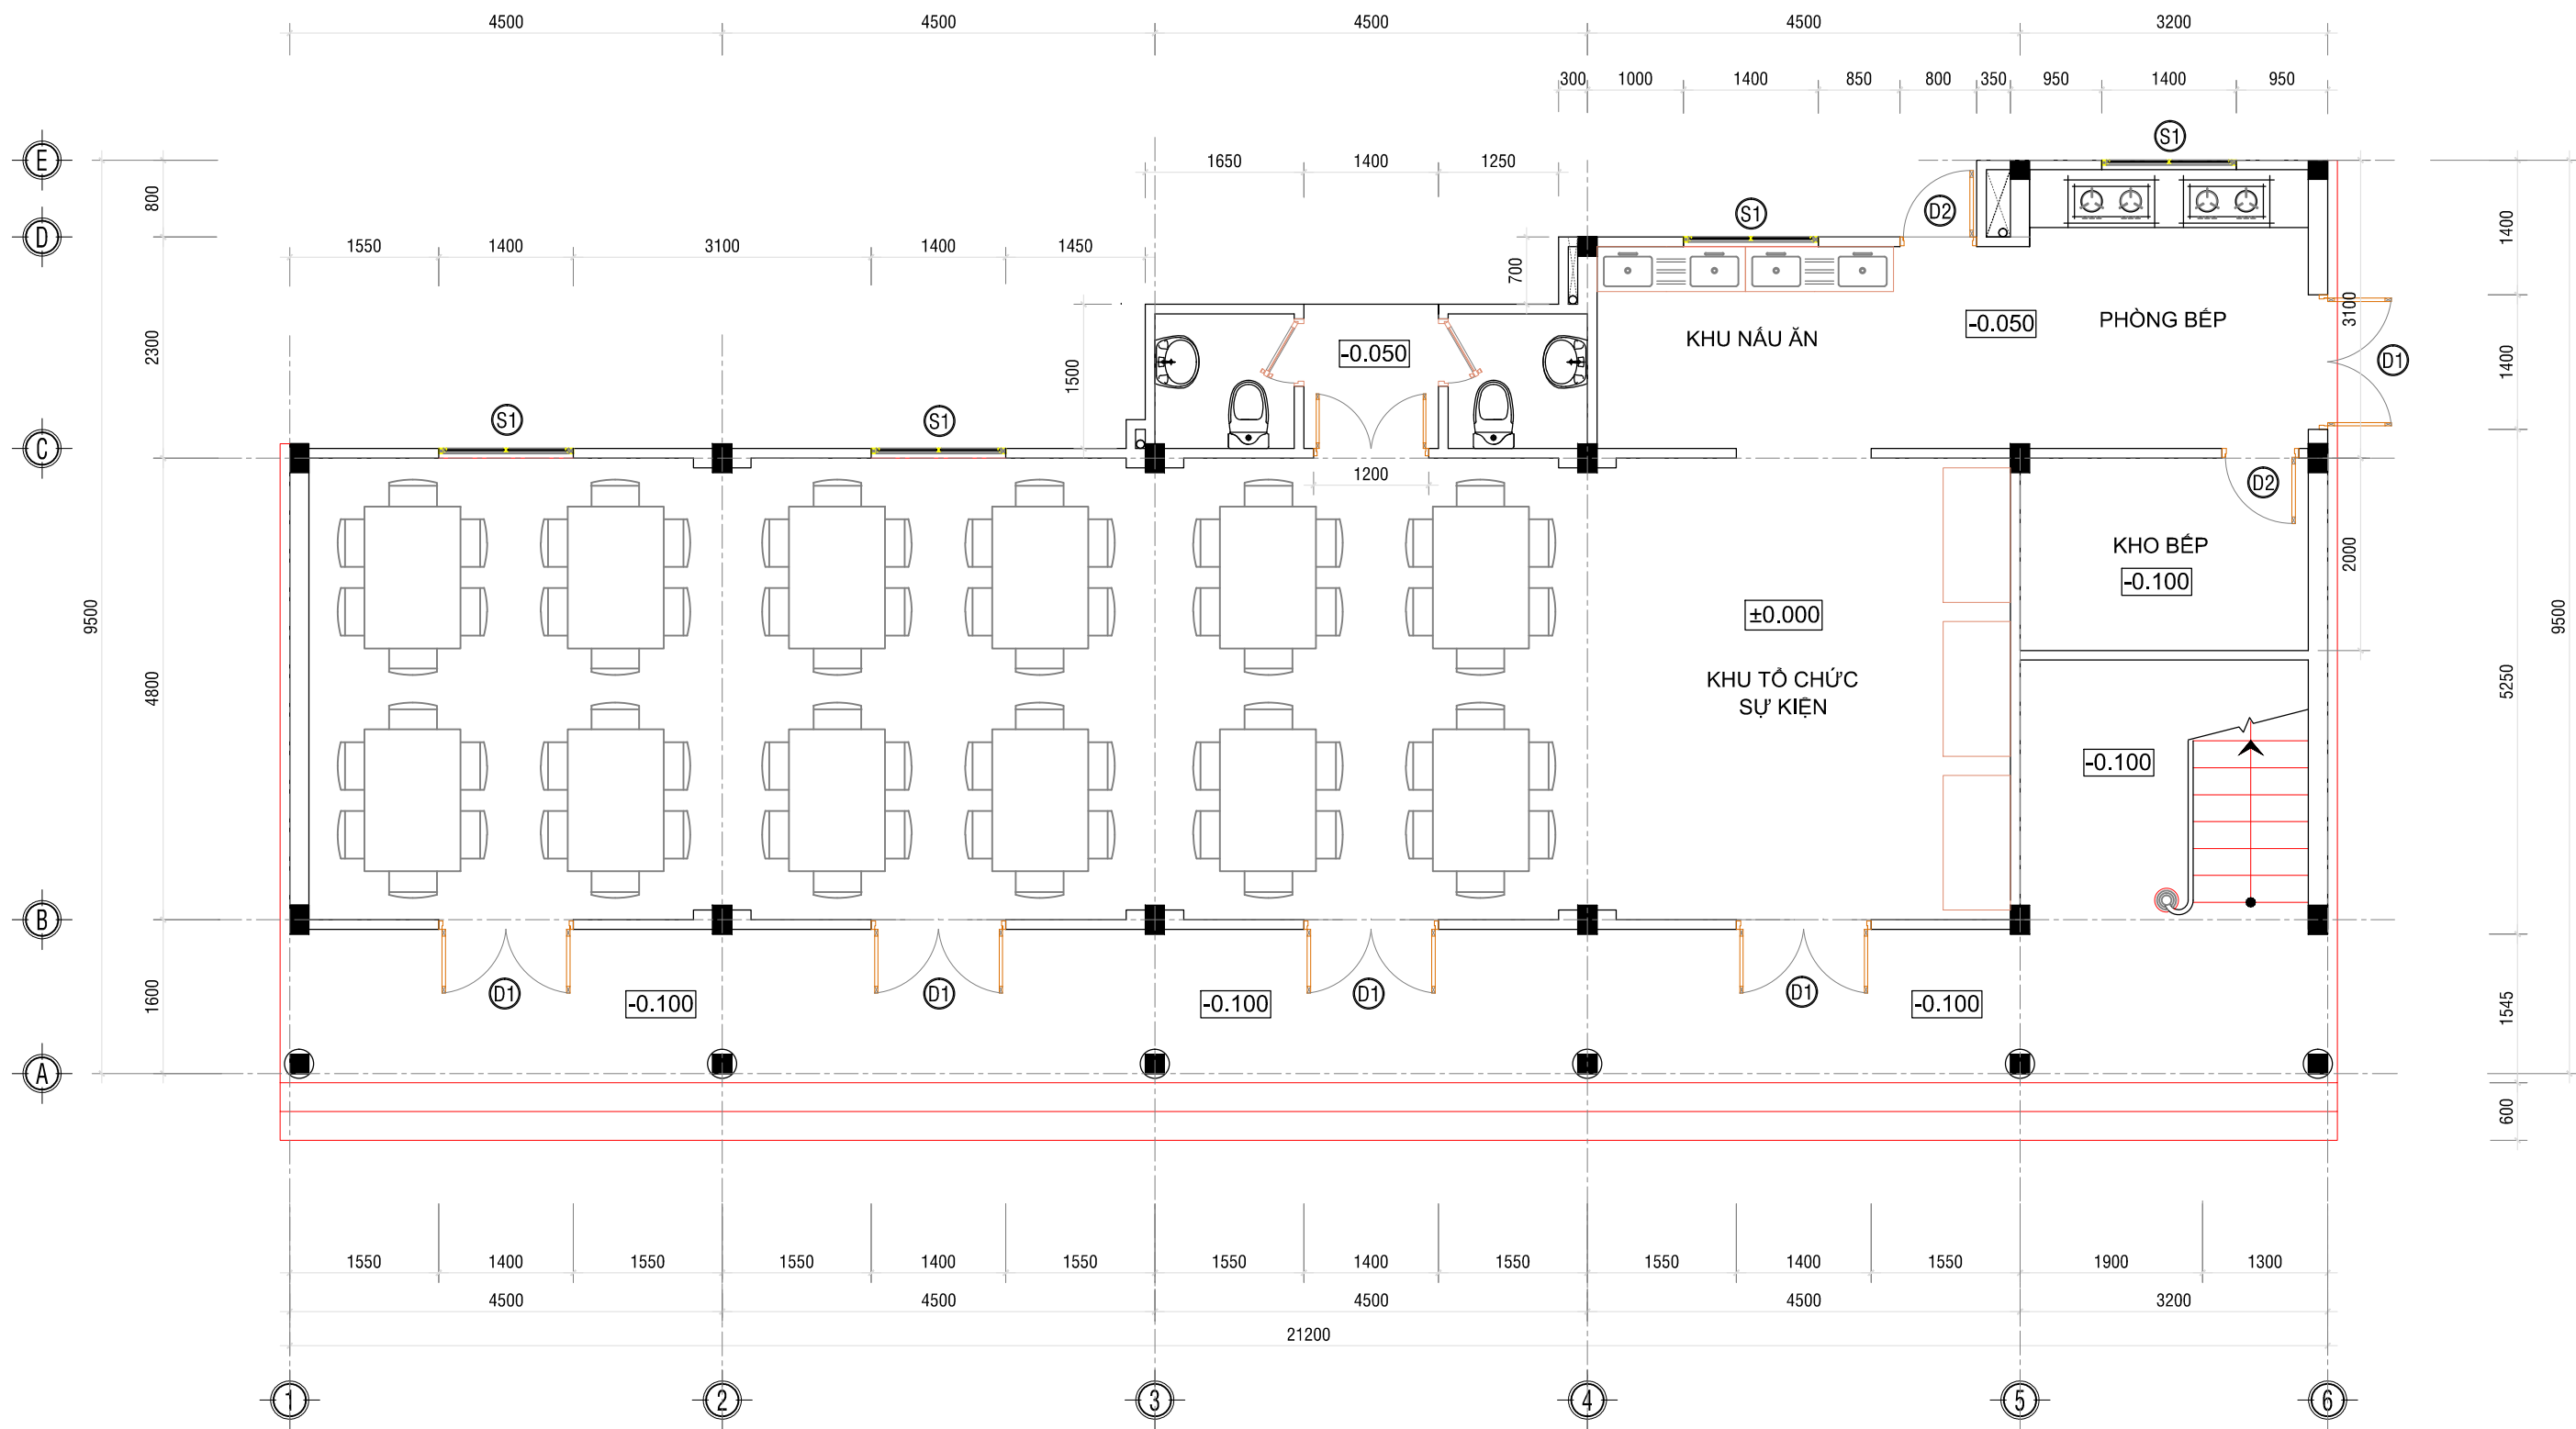 4500 4500 4500 4500 3200
300 1000 1400 850 800 350 950 1400 950
S1
E
1650 1400 1250
800
S1 D2
1400
D
1550 1400 3100 1400 1450
700
3100
KHU NẤU ĂN -0.050 PHÒNG BẾP
2300
-0.050
1500
1400
D1
S1 S1
C
1200
D2
KHO BẾP
2000
-0.100
9500
±0.000
9500
4800
KHU TỔ CHỨC
SỰ KIỆN
5250
-0.100
B
D1 D1 D1 D1
1600
-0.100 -0.100 -0.100
1545
A
600
1550 1400 1550 1550 1400 1550 1550 1400 1550 1550 1400 1550 1900 1300
4500 4500 4500 4500 3200
21200
1 2 3 4 5 6